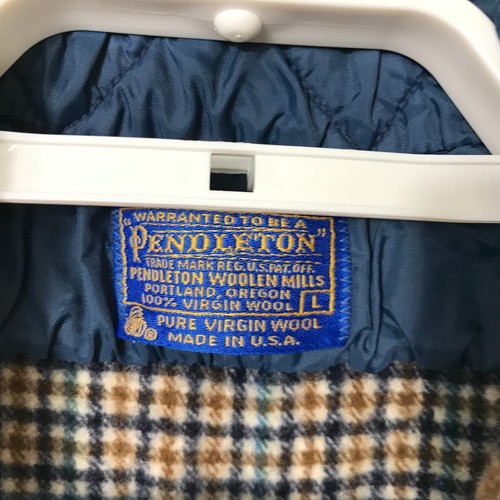 "WARRANTED TO BE A
PENDLETON"
TRADE MARK REG. U.S. PAT. OFF.
PENDLETON WOOLEN MILLS
PORTLAND, OREGON
100% VIRGIN WOOL L
® PURE VIRGIN WOOL
MADE IN U.S.A.